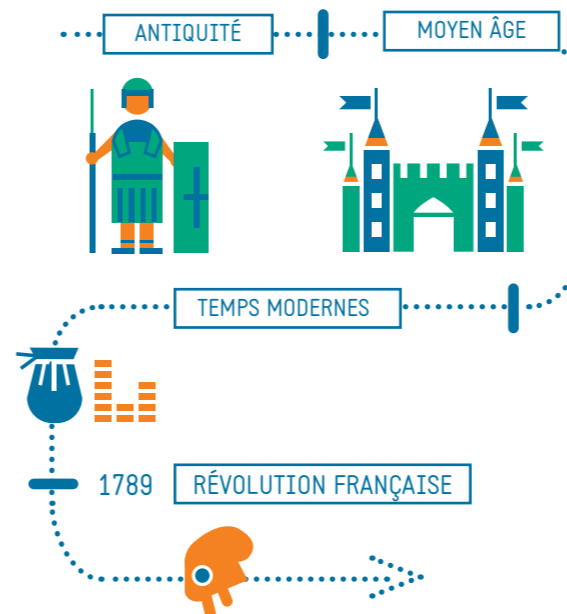 ANTIQUITÉ
MOYEN ÂGE
TEMPS MODERNES
1789
RÉVOLUTION FRANÇAISE